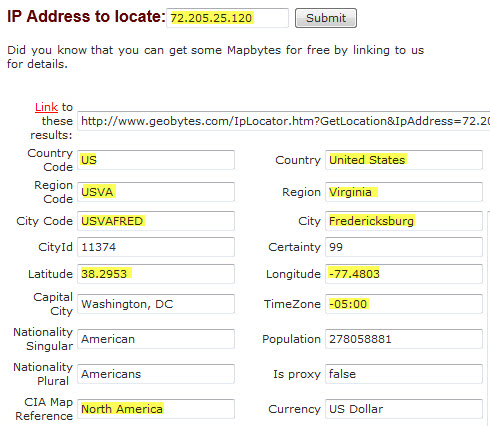 IP Address to locate: 72.205.25.120 Submit
Did you know that you can get some Mapbytes for free by linking to us
for details.
Link to
these
results: http://www.geobytes.com/IpLocator.htm?GetLocation&IpAddress=72.20
Country
Code US Country United States
Region
Code USVA Region Virginia
City Code USVAFRED City Fredericksburg
CityId 11374 Certainty 99
Latitude 38.2953 Longitude -77.4803
Capital
City Washington, DC TimeZone -05:00
Nationality
Singular American Population 278058881
Nationality
Plural Americans Is proxy false
CIA Map
Reference North America Currency US Dollar